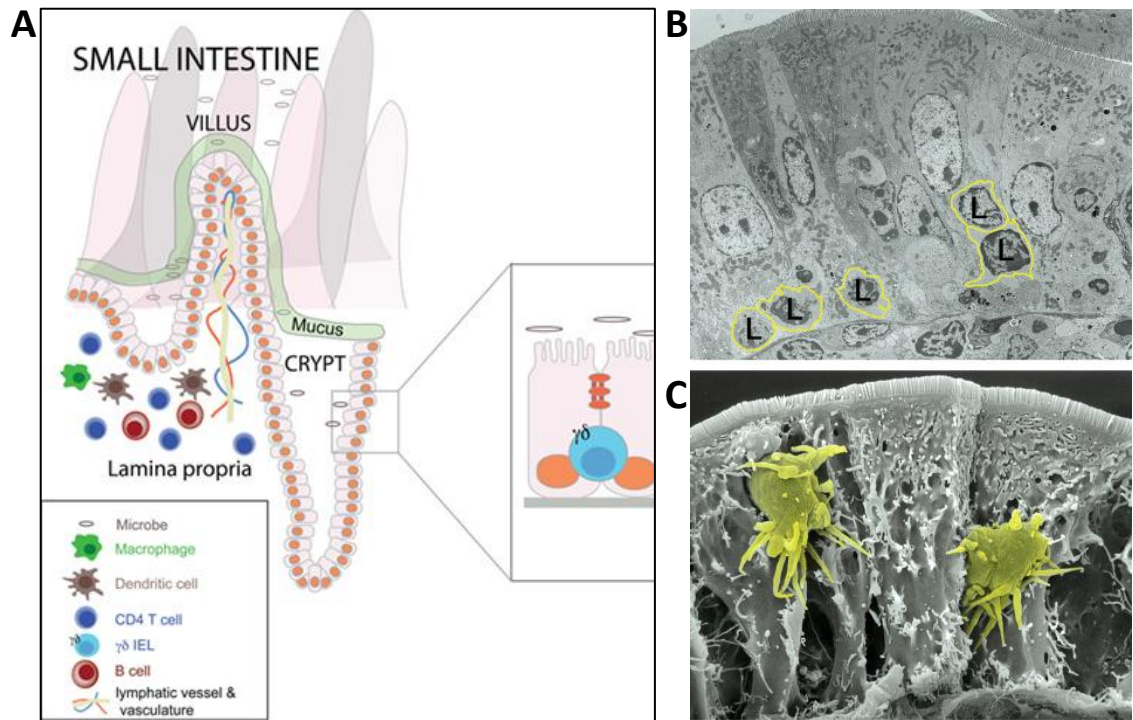 A
SMALL INTESTINE
VILLUS
Mucus
CRYPT
Lamina propria
γδ
Microbe
Macrophage
Dendritic cell
CD4 T cell
γδ
γδ IEL
B cell
lymphatic vessel &
vasculature
B
L
L
L
L
L
C